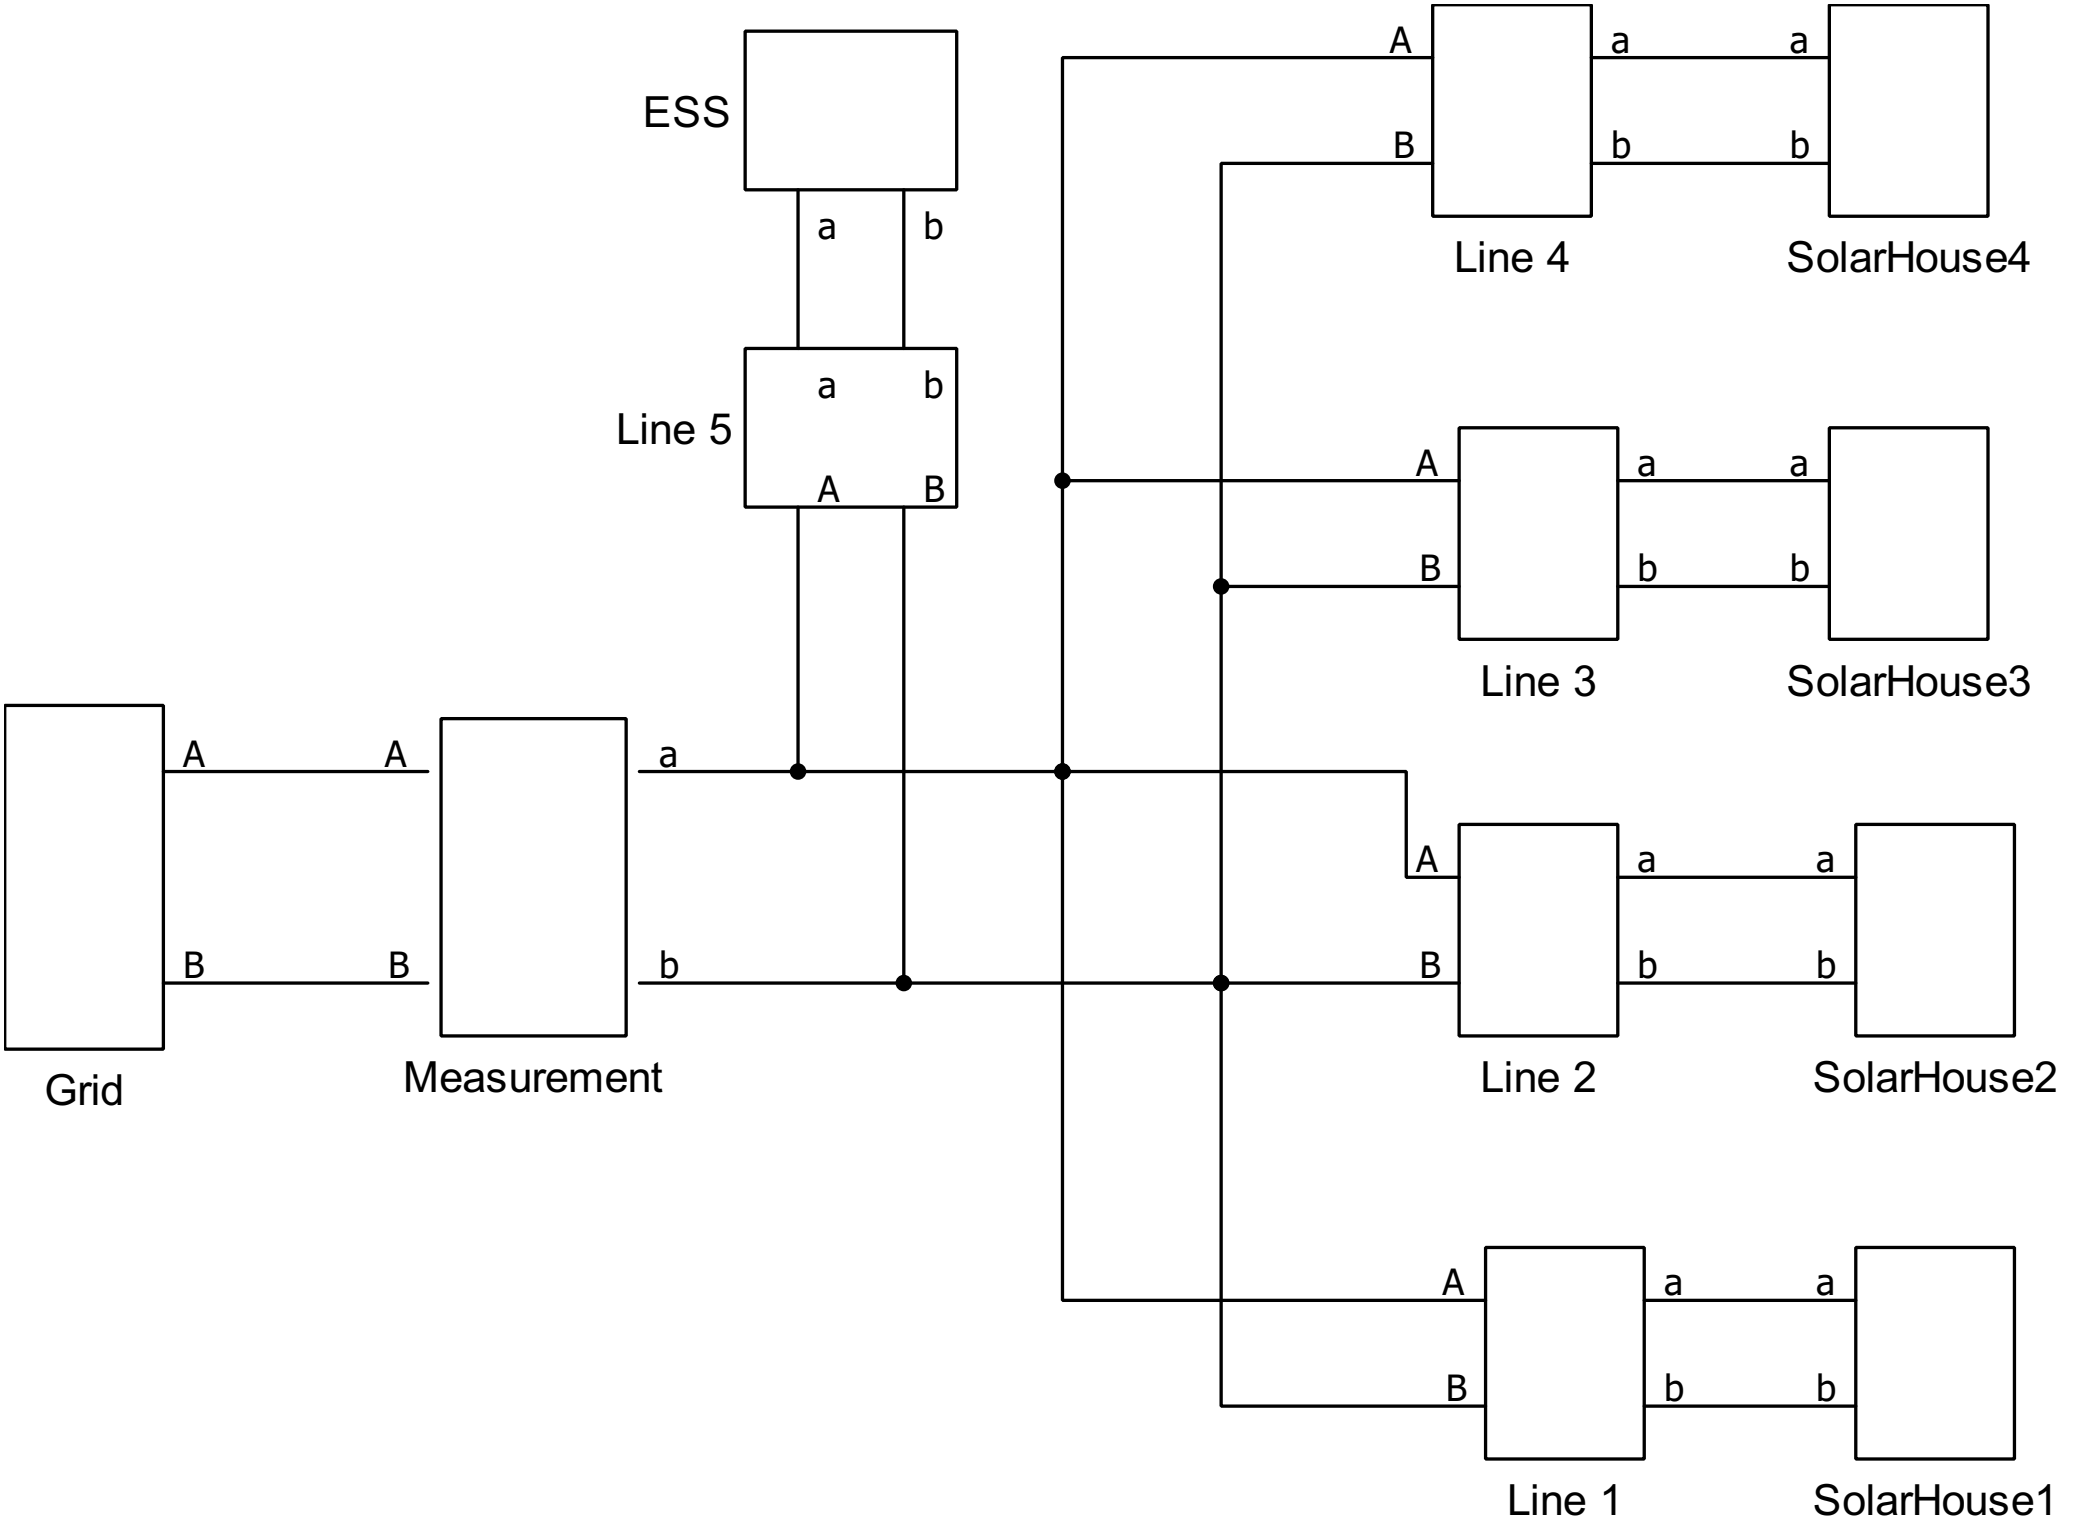 A
a
a
ESS
B
b
b
a
b
Line 4
SolarHouse4
a
b
Line 5
A
a
a
A
B
B
b
b
Line 3
SolarHouse3
A
A
a
A
a
a
B
B
b
B
b
b
Grid
Measurement
Line 2
SolarHouse2
A
a
a
B
b
b
Line 1
SolarHouse1